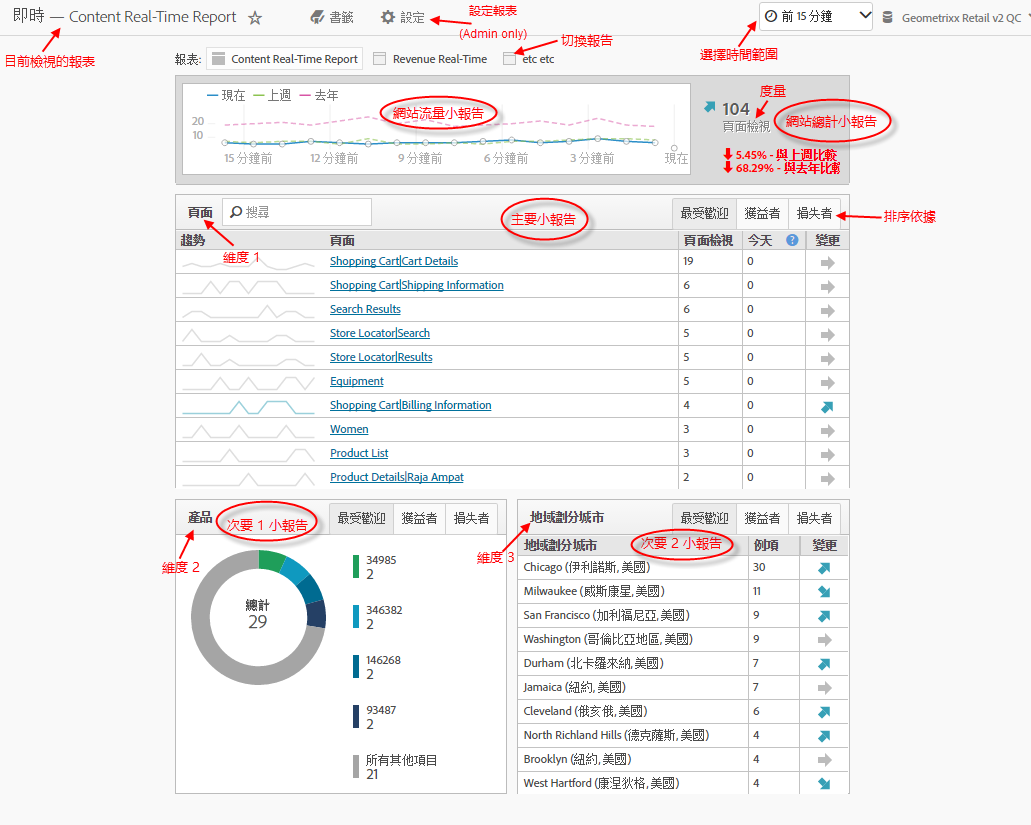 即時 — Content Real-Time Report
書籤
設定
設定報表
(Admin only)
前 15 分鐘
Geometrixx Retail v2 QC
目前檢視的報表
切換報告
選擇時間範圍
報表:
Content Real-Time Report
Revenue Real-Time
etc etc
現在
上週
去年
網站流量小報告
20
10
15 分鐘前
12 分鐘前
9 分鐘前
6 分鐘前
3 分鐘前
現在
104
頁面檢視
度量
網站總計小報告
5.45% - 與上週比較
68.29% - 與去年比較
頁面
搜尋
主要小報告
最受歡迎
獲益者
損失者
排序依據
維度 1
趨勢
頁面
頁面檢視
今天
?
變更
Shopping Cart|Cart Details
19
0
Shopping Cart|Shipping Information
6
0
Search Results
6
0
Store Locator|Search
5
0
Store Locator|Results
5
0
Equipment
5
0
Shopping Cart|Billing Information
4
0
Women
3
0
Product List
3
0
Product Details|Raja Ampat
2
0
產品
次要 1 小報告
最受歡迎
獲益者
損失者
維度 2
總計
29
34985
2
346382
2
146268
2
93487
2
所有其他項目
21
地域劃分城市
最受歡迎
獲益者
損失者
維度 3
地域劃分城市
次要 2 小報告
例項
變更
Chicago (伊利諾斯, 美國)
30
Milwaukee (威斯康星, 美國)
11
San Francisco (加利福尼亞, 美國)
9
Washington (哥倫比亞地區, 美國)
9
Durham (北卡羅來納, 美國)
7
Jamaica (紐約, 美國)
7
Cleveland (俄亥俄, 美國)
6
North Richland Hills (德克薩斯, 美國)
4
Brooklyn (紐約, 美國)
4
West Hartford (康涅狄格, 美國)
4